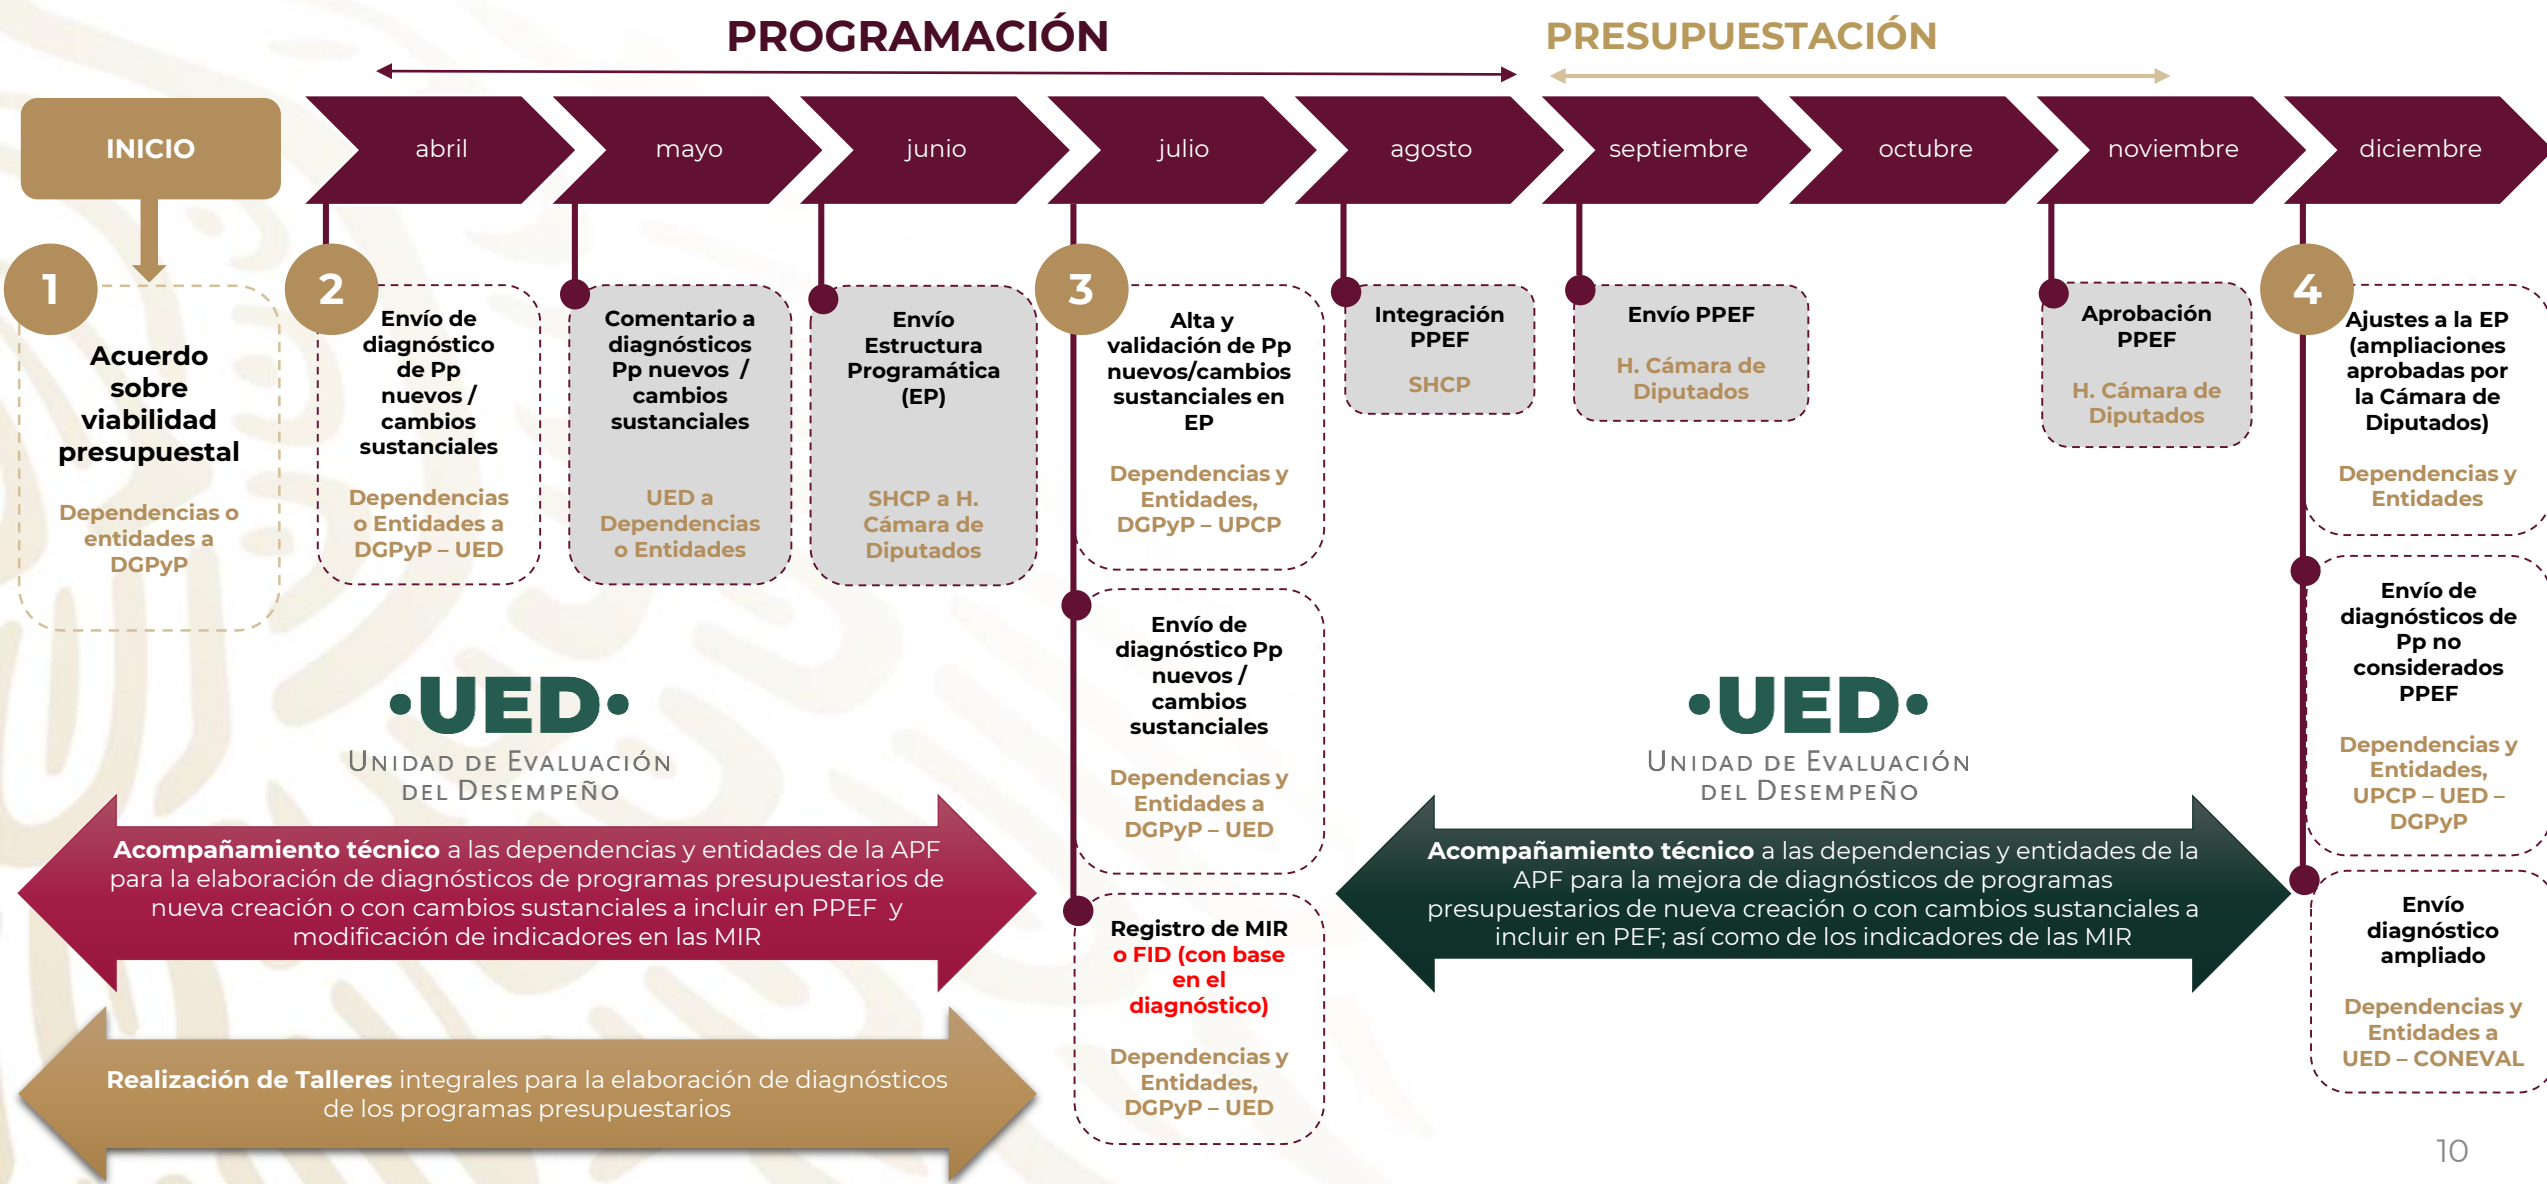 PROGRAMACIÓN
PRESUPUESTACIÓN
INICIO
abril
mayo
junio
julio
agosto
septiembre
octubre
noviembre
diciembre
1
Acuerdo
sobre
viabilidad
presupuestal
Dependencias o
entidades a
DGPyP
2
Envío de
diagnóstico
de Pp
nuevos /
cambios
sustanciales
Dependencias
o Entidades a
DGPyP – UED
Comentario a
diagnósticos
Pp nuevos /
cambios
sustanciales
UED a
Dependencias
o Entidades
Envío
Estructura
Programática
(EP)
SHCP a H.
Cámara de
Diputados
3
Alta y
validación de Pp
nuevos/cambios
sustanciales en
EP
Dependencias y
Entidades,
DGPyP – UPCP
Envío de
diagnóstico Pp
nuevos /
cambios
sustanciales
Dependencias y
Entidades a
DGPyP – UED
Registro de MIR
o FID (con base
en el
diagnóstico)
Dependencias y
Entidades,
DGPyP – UED
Integración
PPEF
SHCP
Envío PPEF
H. Cámara de
Diputados
Aprobación
PPEF
H. Cámara de
Diputados
4
Ajustes a la EP
(ampliaciones
aprobadas por
la Cámara de
Diputados)
Dependencias y
Entidades
Envío de
diagnósticos de
Pp no
considerados
PPEF
Dependencias y
Entidades,
UPCP – UED –
DGPyP
Envío
diagnóstico
ampliado
Dependencias y
Entidades a
UED – CONEVAL
•UED•
UNIDAD DE EVALUACIÓN
DEL DESEMPEÑO
Acompañamiento técnico a las dependencias y entidades de la APF
para la elaboración de diagnósticos de programas presupuestarios de
nueva creación o con cambios sustanciales a incluir en PPEF y
modificación de indicadores en las MIR
Realización de Talleres integrales para la elaboración de diagnósticos
de los programas presupuestarios
•UED•
UNIDAD DE EVALUACIÓN
DEL DESEMPEÑO
Acompañamiento técnico a las dependencias y entidades de la
APF para la mejora de diagnósticos de programas
presupuestarios de nueva creación o con cambios sustanciales a
incluir en PEF; así como de los indicadores de las MIR
10